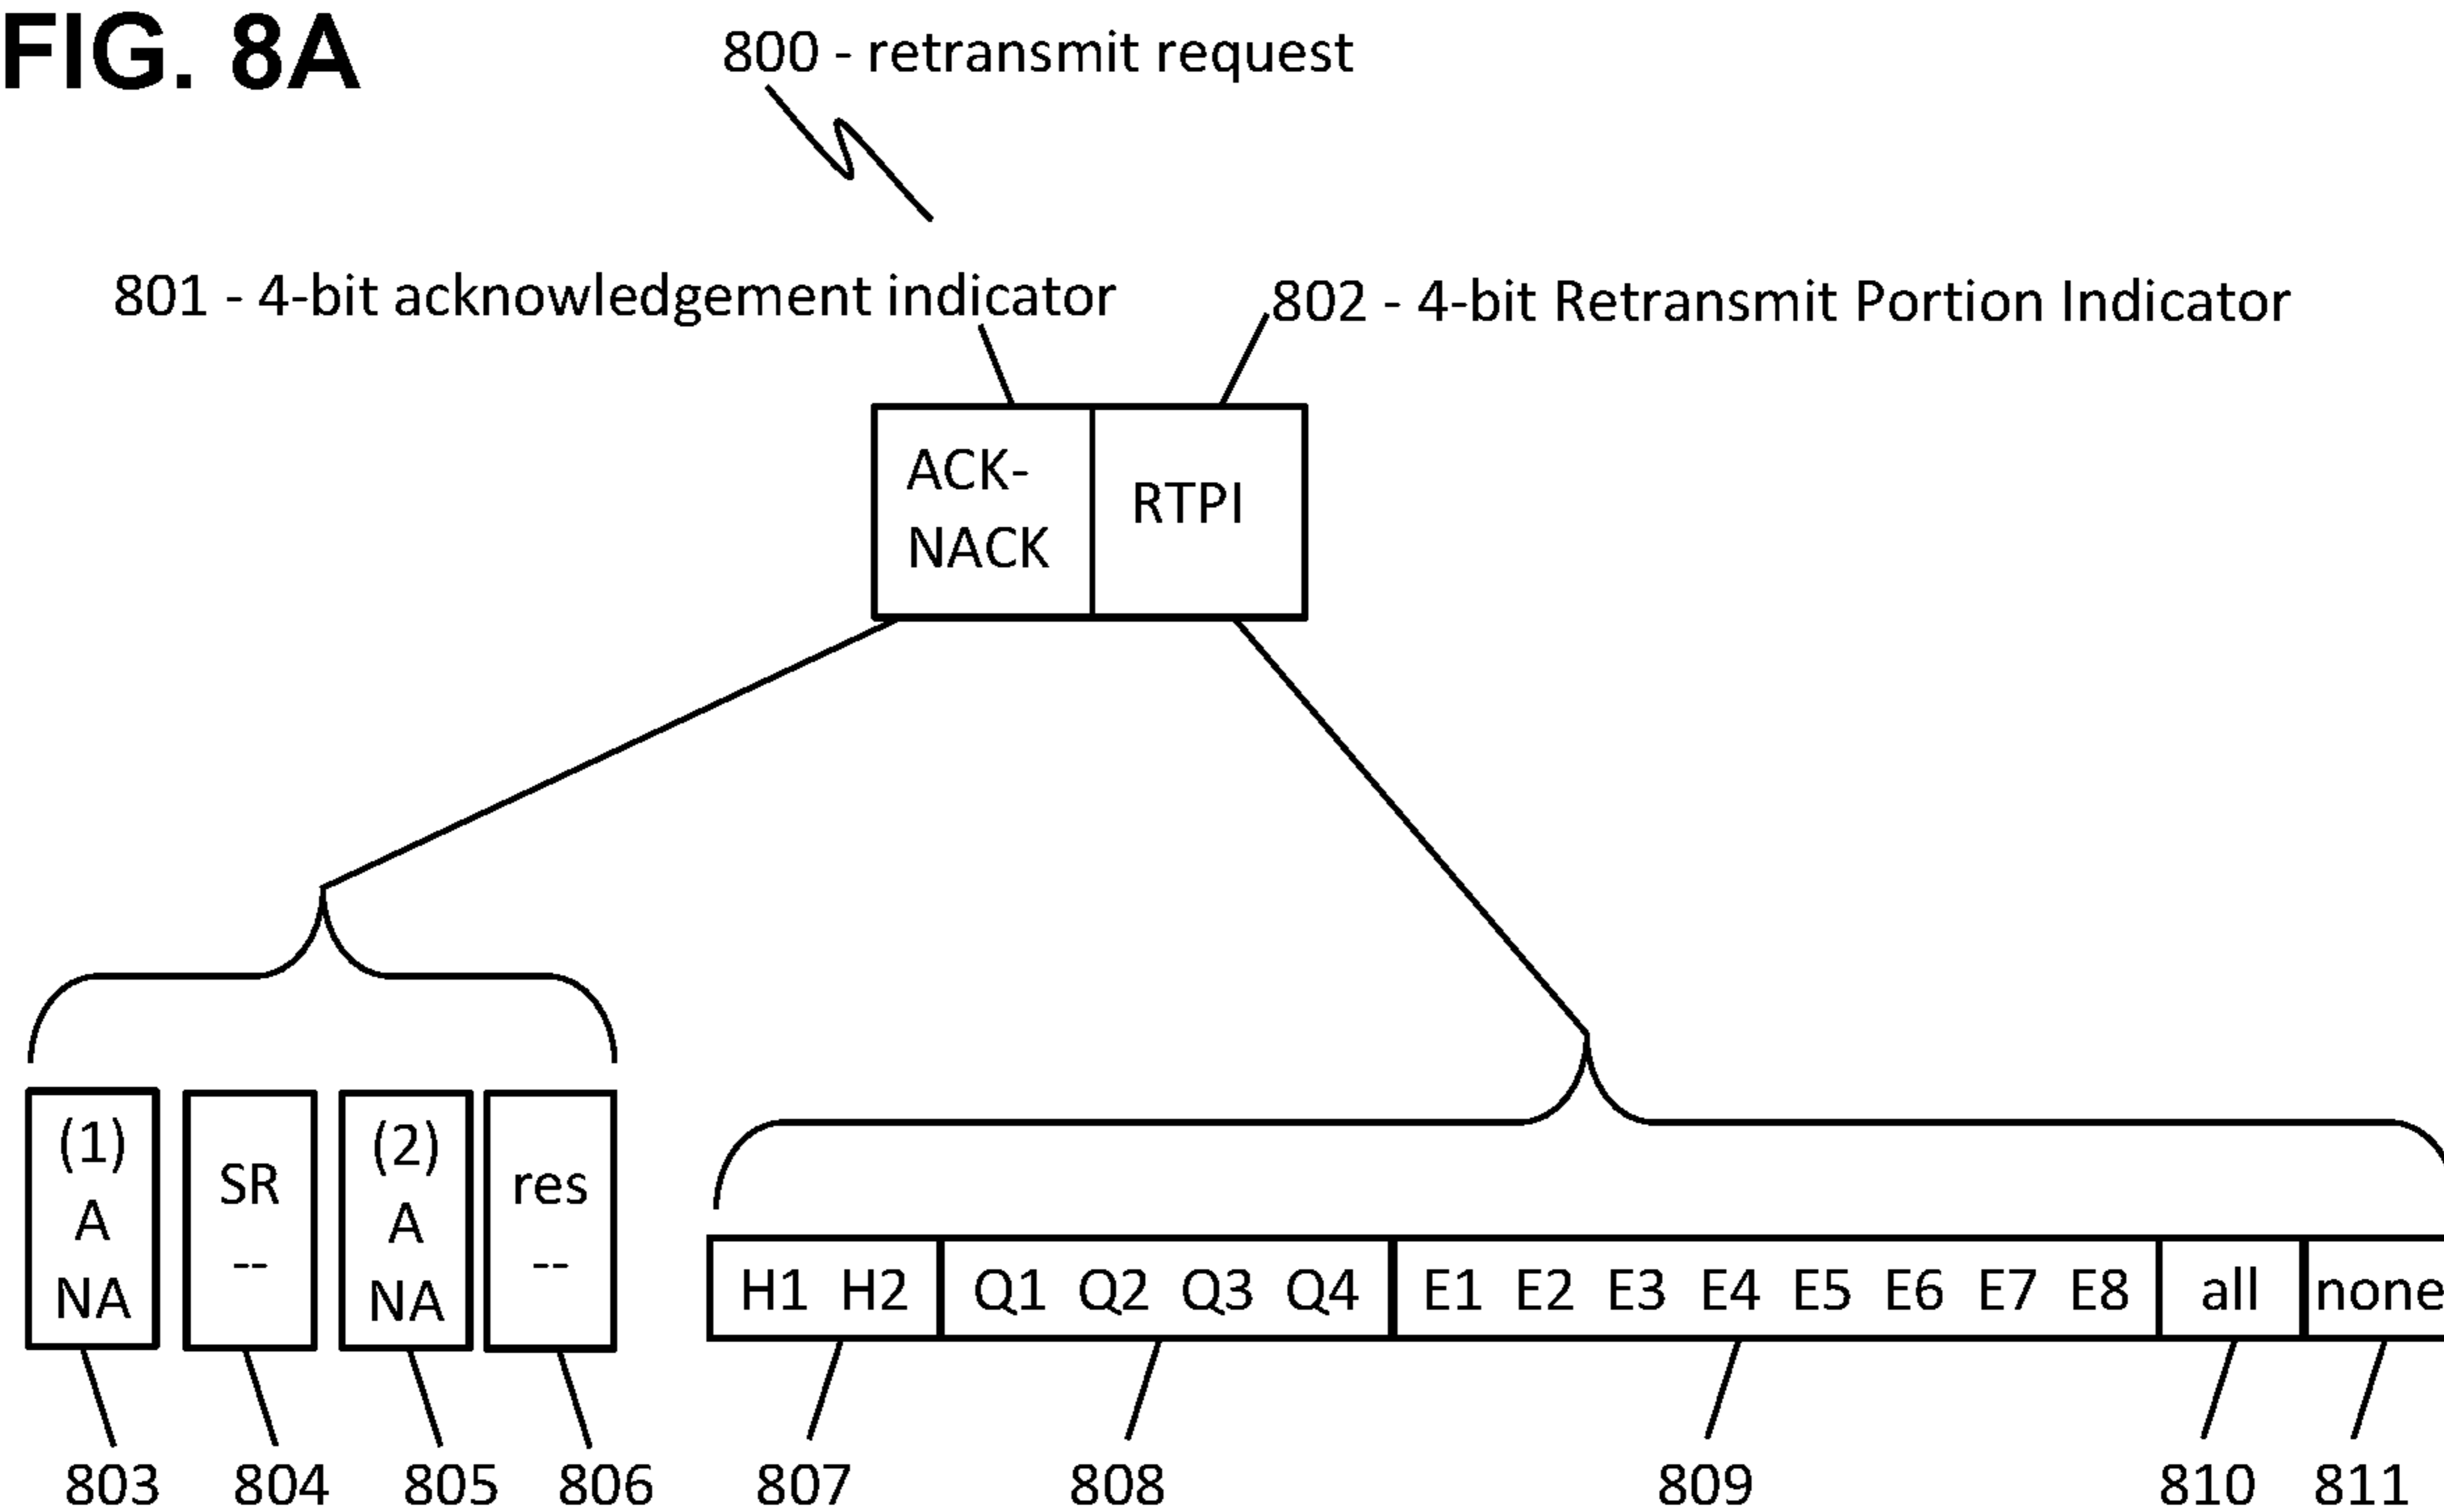 FIG. 8A
800 - retransmit request
801 - 4-bit acknowledgement indicator
802 - 4-bit Retransmit Portion Indicator
ACK-
NACK
RTPI
(1)
A
NA
SR
--
(2)
A
NA
res
--
H1 H2 Q1 Q2 Q3 Q4 E1 E2 E3 E4 E5 E6 E7 E8 all none
803 804 805 806 807 808 809 810 811